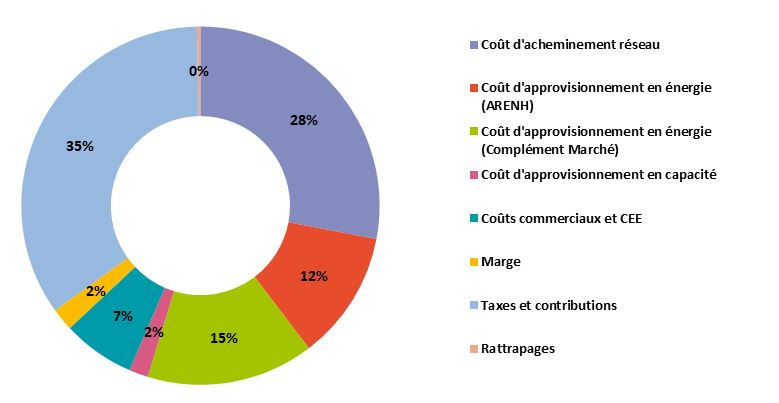 0%
28%
35%
12%
2%
7%
2%
15%
Coût d'acheminement réseau
Coût d'approvisionnement en énergie
(ARENH)
Coût d'approvisionnement en énergie
(Complément Marché)
Coût d'approvisionnement en capacité
Coûts commerciaux et CEE
Marge
Taxes et contributions
Rattrapages